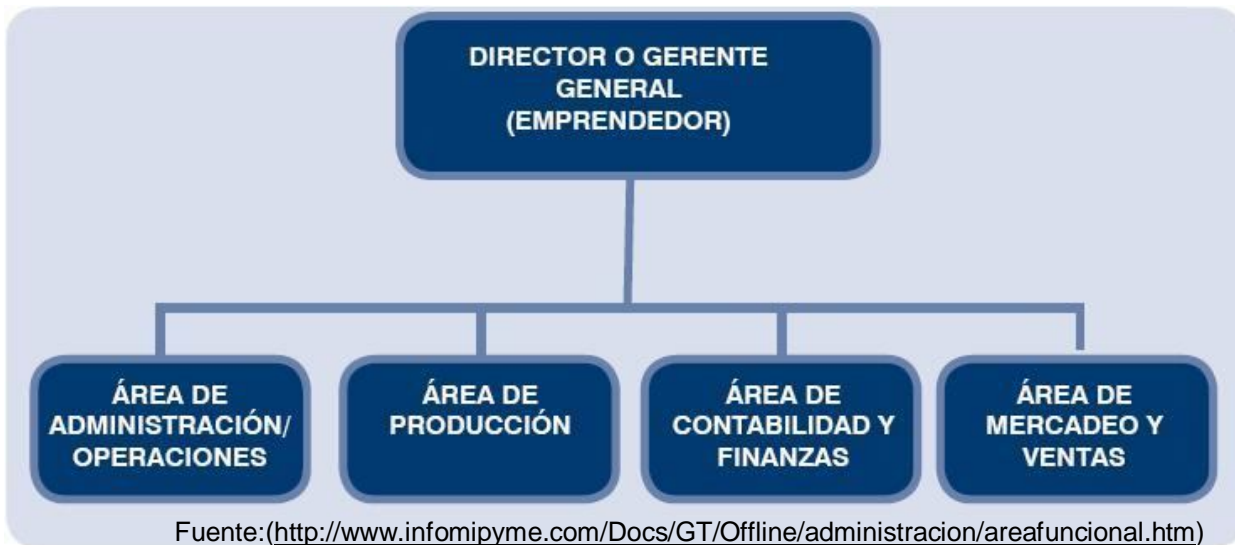 DIRECTOR O GERENTE
GENERAL
(EMPRENDEDOR)
ÁREA DE
ADMINISTRACIÓN/
OPERACIONES
ÁREA DE
PRODUCCIÓN
ÁREA DE
CONTABILIDAD Y
FINANZAS
ÁREA DE
MERCADEO Y
VENTAS
Fuente:(http://www.infomipyme.com/Docs/GT/Offline/administracion/areafuncional.htm)